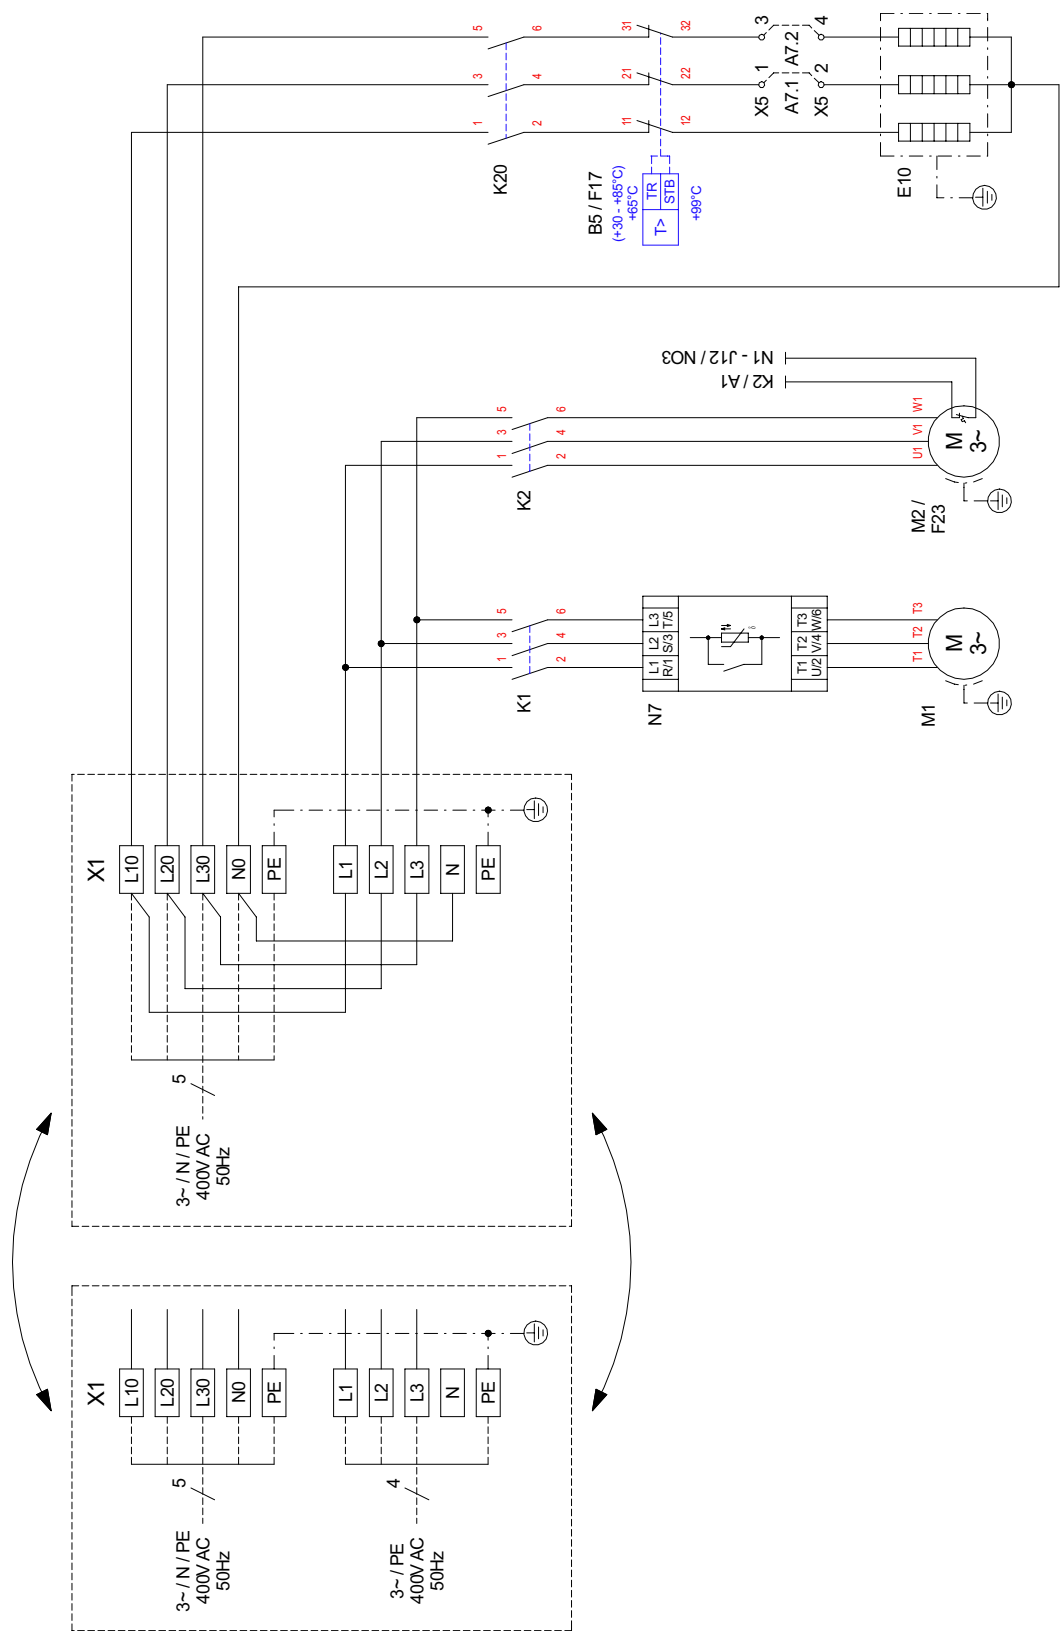 X1
L10
L20
L30
N0
PE
L1
L2
L3
N
PE
5
3~ / N / PE
400V AC
50Hz
4
3~ / PE
400V AC
50Hz
X1
L10
L20
L30
N0
PE
L1
L2
L3
N
PE
5
3~ / N / PE
400V AC
50Hz
K1
1 3 5
2 4 6
N7
L1 L2 L3
R/1 S/3 T/5
T1 T2 T3
U/2 V/4 W/6
T1 T2 T3
M
3~
M1
K2
1 3 5
2 4 6
U1 V1 W1
M
3~
M2 /
F23
K2 / A1
N1 - J12 / NO3
K20
1 3 5
2 4 6
B5 / F17
(+30 - +85°C)
+65°C
TR
STB
T>
+99°C
11 21 31
12 22 32
X5 1 3
A7.1 A7.2
X5 2 4
E10